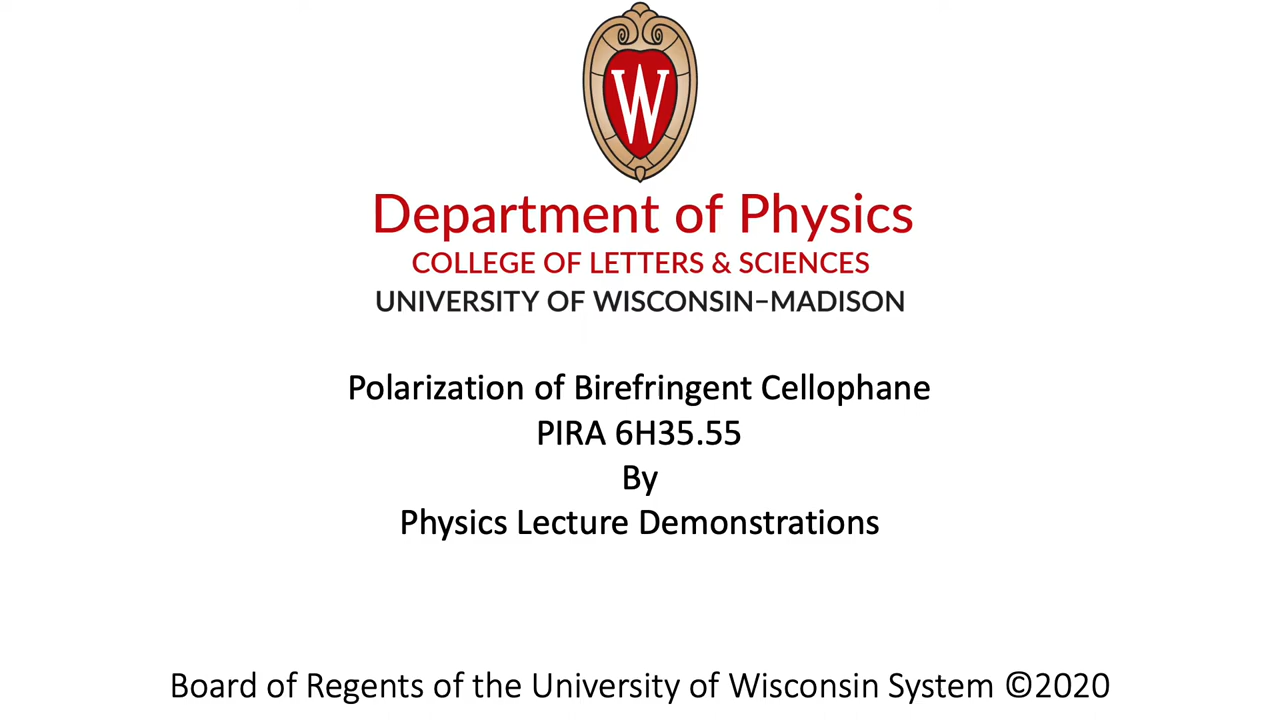 W
Department of Physics
COLLEGE OF LETTERS & SCIENCES
UNIVERSITY OF WISCONSIN–MADISON
Polarization of Birefringent Cellophane
PIRA 6H35.55
By
Physics Lecture Demonstrations
Board of Regents of the University of Wisconsin System ©2020